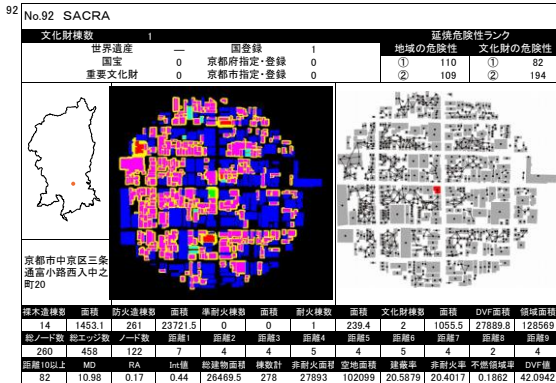 92
No.92 SACRA
文化財棟数 1 延焼危険性ランク
世界遺産 — 国登録 1 地域の危険性 文化財の危険性
国宝 0 京都府指定・登録 0 ① 110 ① 82
重要文化財 0 京都市指定・登録 0 ② 109 ② 194
京都市中京区三条
通富小路西入中之
町20
裸木造棟数 面積 防火造棟数 面積 準耐火棟数 面積 耐火棟数 面積 文化財棟数 面積 DVF面積 領域面積
14 1453.1 261 23721.5 0 0 1 239.4 2 1055.5 27889.8 128569
総ノード数 総エッジ数 ノード数 距離1 距離2 距離3 距離4 距離5 距離6 距離7 距離8 距離9
260 458 122 7 4 4 5 4 5 4 2 4
距離10以上 MD RA Int値 総建物面積 棟数計 非耐火面積 空地面積 建蔽率 非耐火率 不燃領域率 DVF値
82 10.98 0.17 0.44 26469.5 278 27893 102099 20.5879 20.4017 0.1862 42.0942